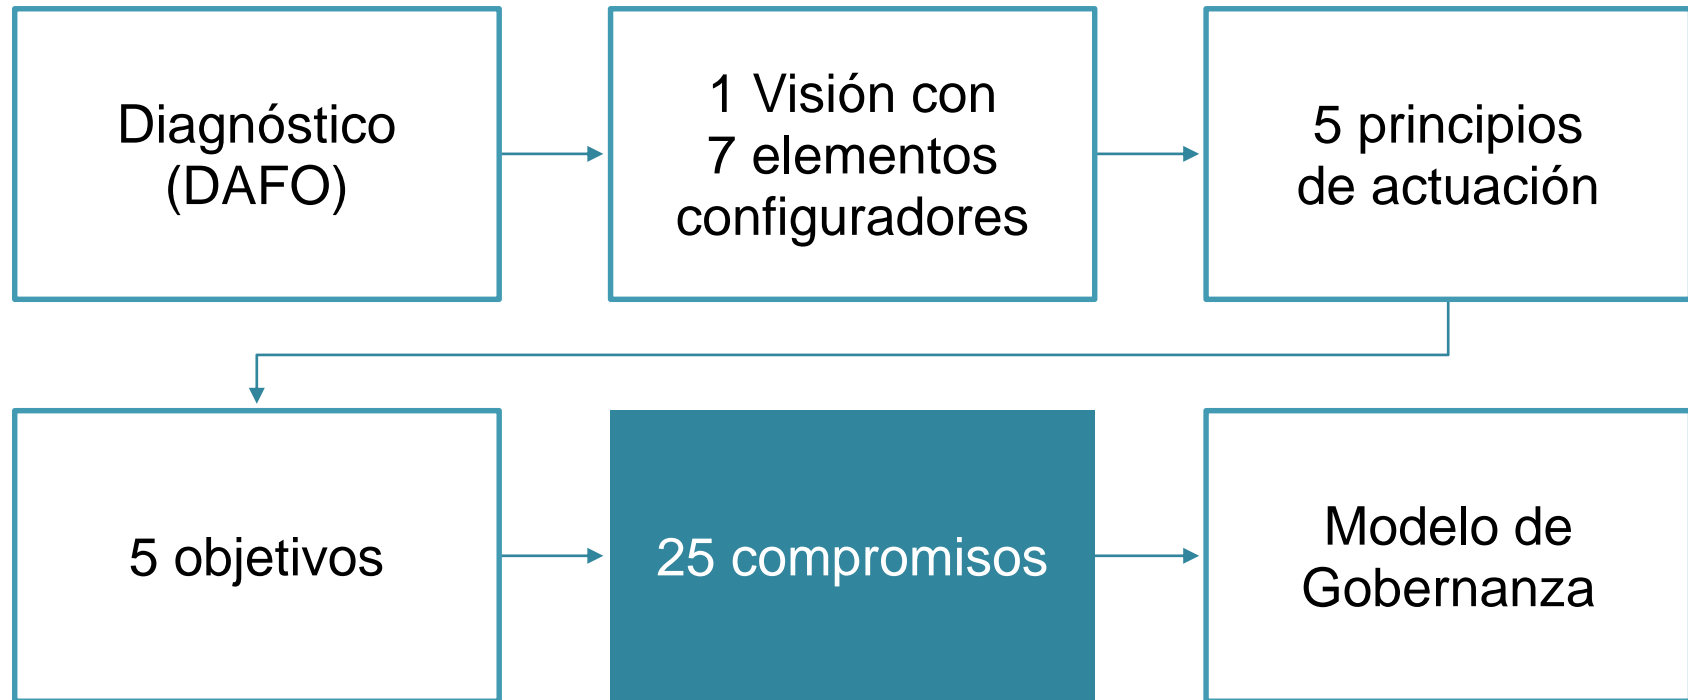 Diagnóstico
(DAFO)
1 Visión con
7 elementos
configuradores
5 principios
de actuación
5 objetivos
25 compromisos
Modelo de
Gobernanza